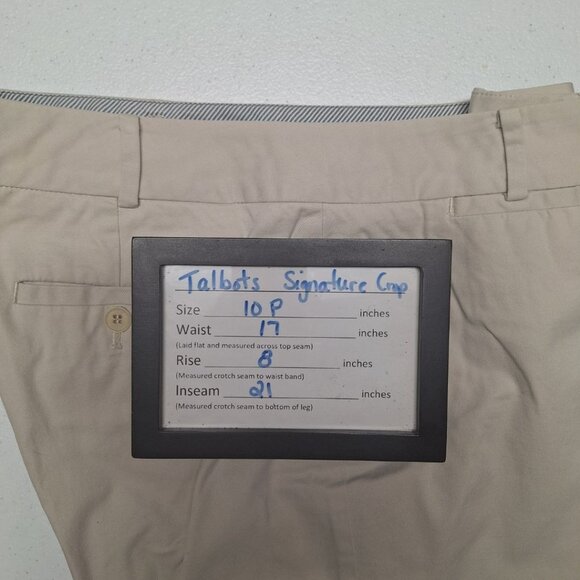 Talbots Signature Crop
Size 10 P inches
Waist 17 inches
(Laid flat and measured across top seam)
Rise 8 inches
(Measured crotch seam to waist band)
Inseam 21 inches
(Measured crotch seam to bottom of leg)